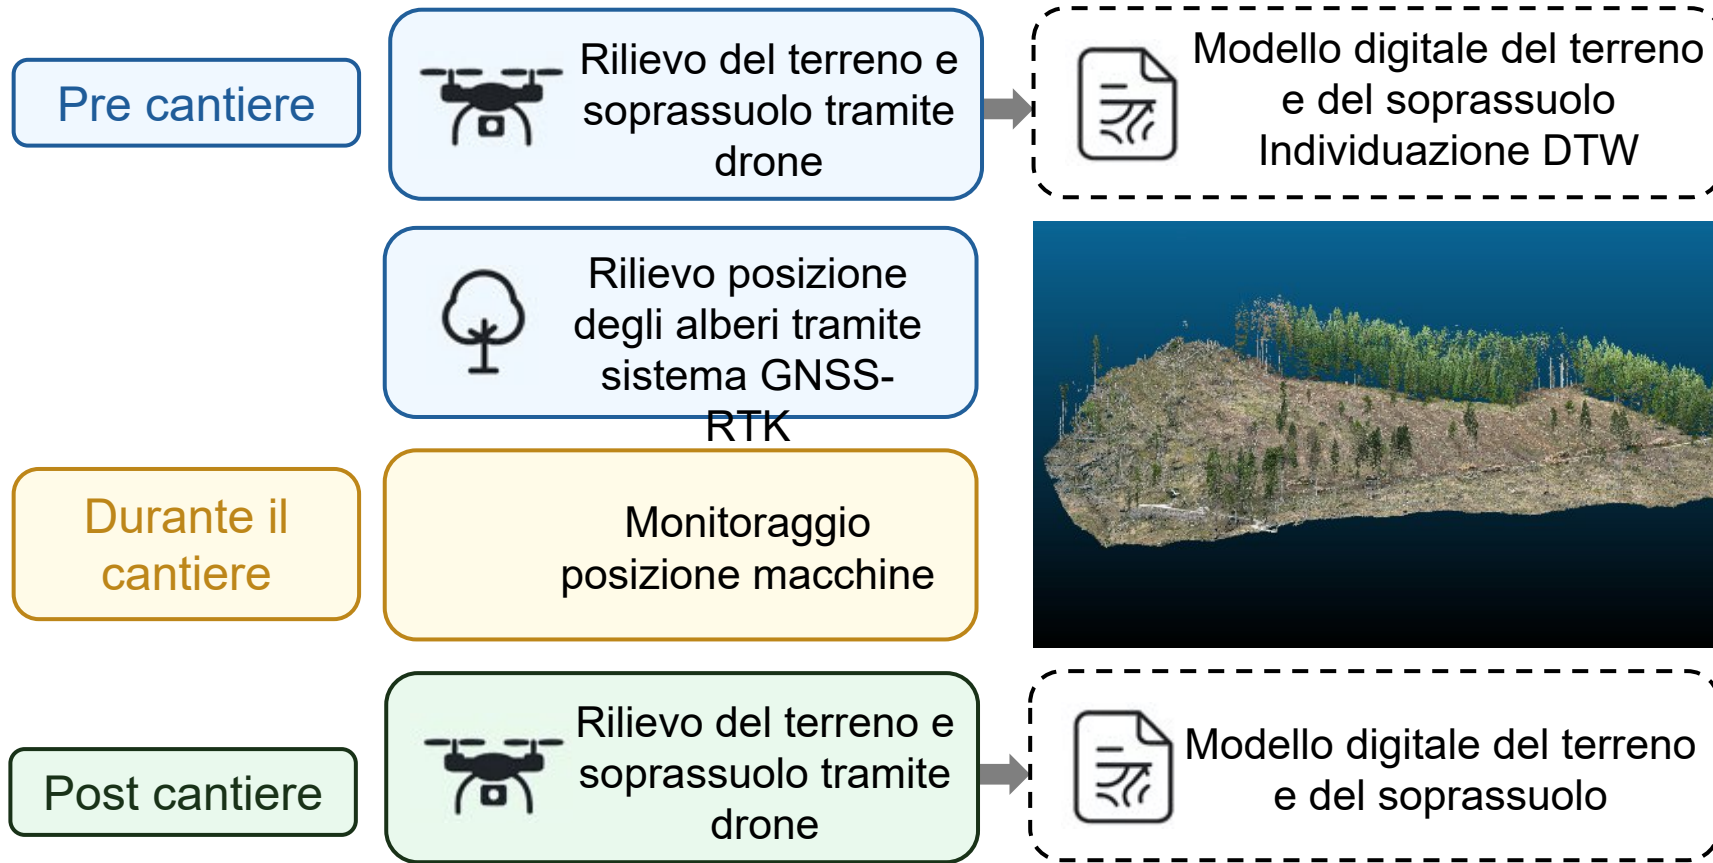 Pre cantiere
Rilievo del terreno e
soprassuolo tramite
drone
Modello digitale del terreno
e del soprassuolo
Individuazione DTW
Rilievo posizione
degli alberi tramite
sistema GNSS-
RTK
Durante il
cantiere
Monitoraggio
posizione macchine
Post cantiere
Rilievo del terreno e
soprassuolo tramite
drone
Modello digitale del terreno
e del soprassuolo